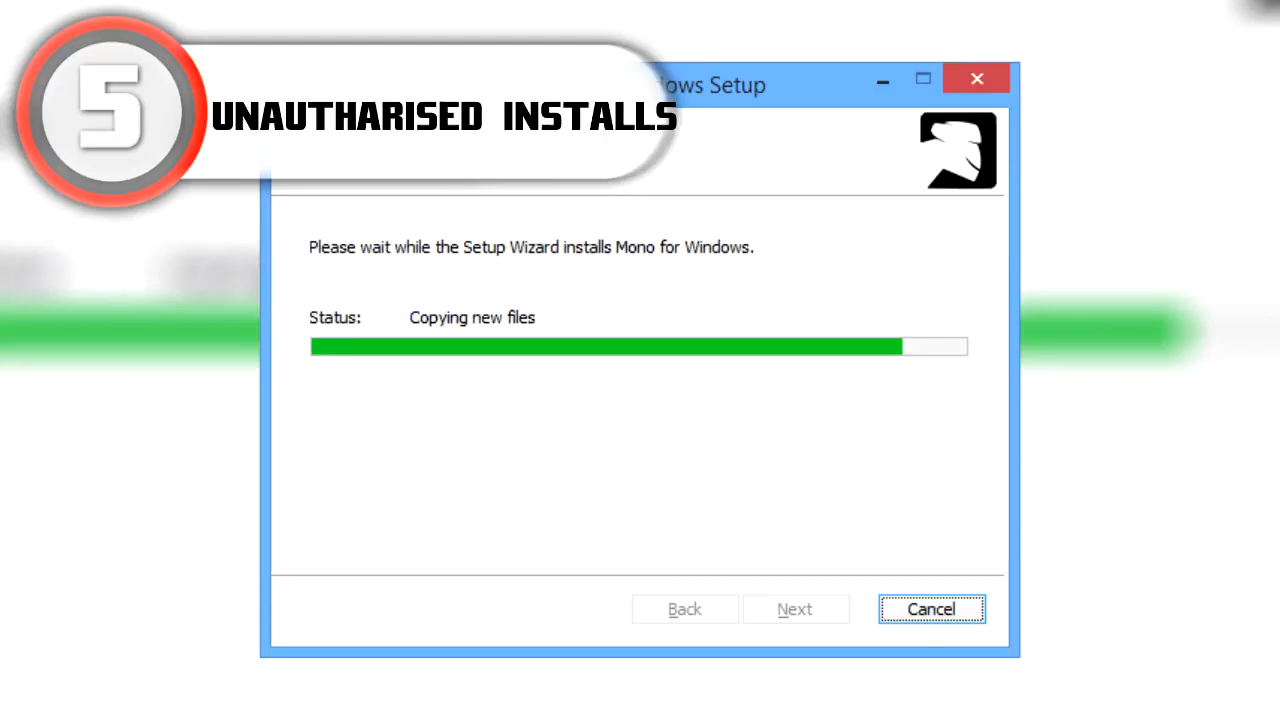 5
UNAUTHARISED INSTALLS
Setup
Please wait while the Setup Wizard installs Mono for Windows.
Status: Copying new files
Back Next Cancel